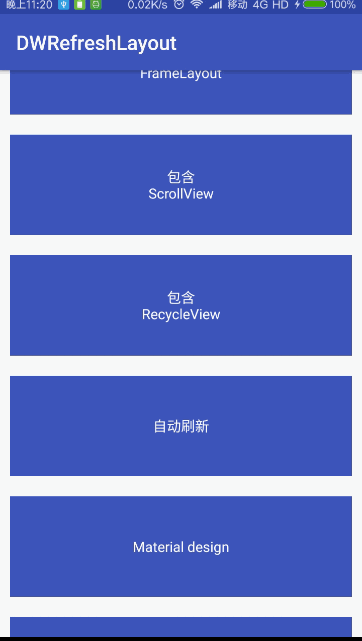 晚上11:20 0.02K/s 移动 4G HD 100%
DWRefreshLayout
FrameLayout
包含
ScrollView
包含
RecycleView
自动刷新
Material design